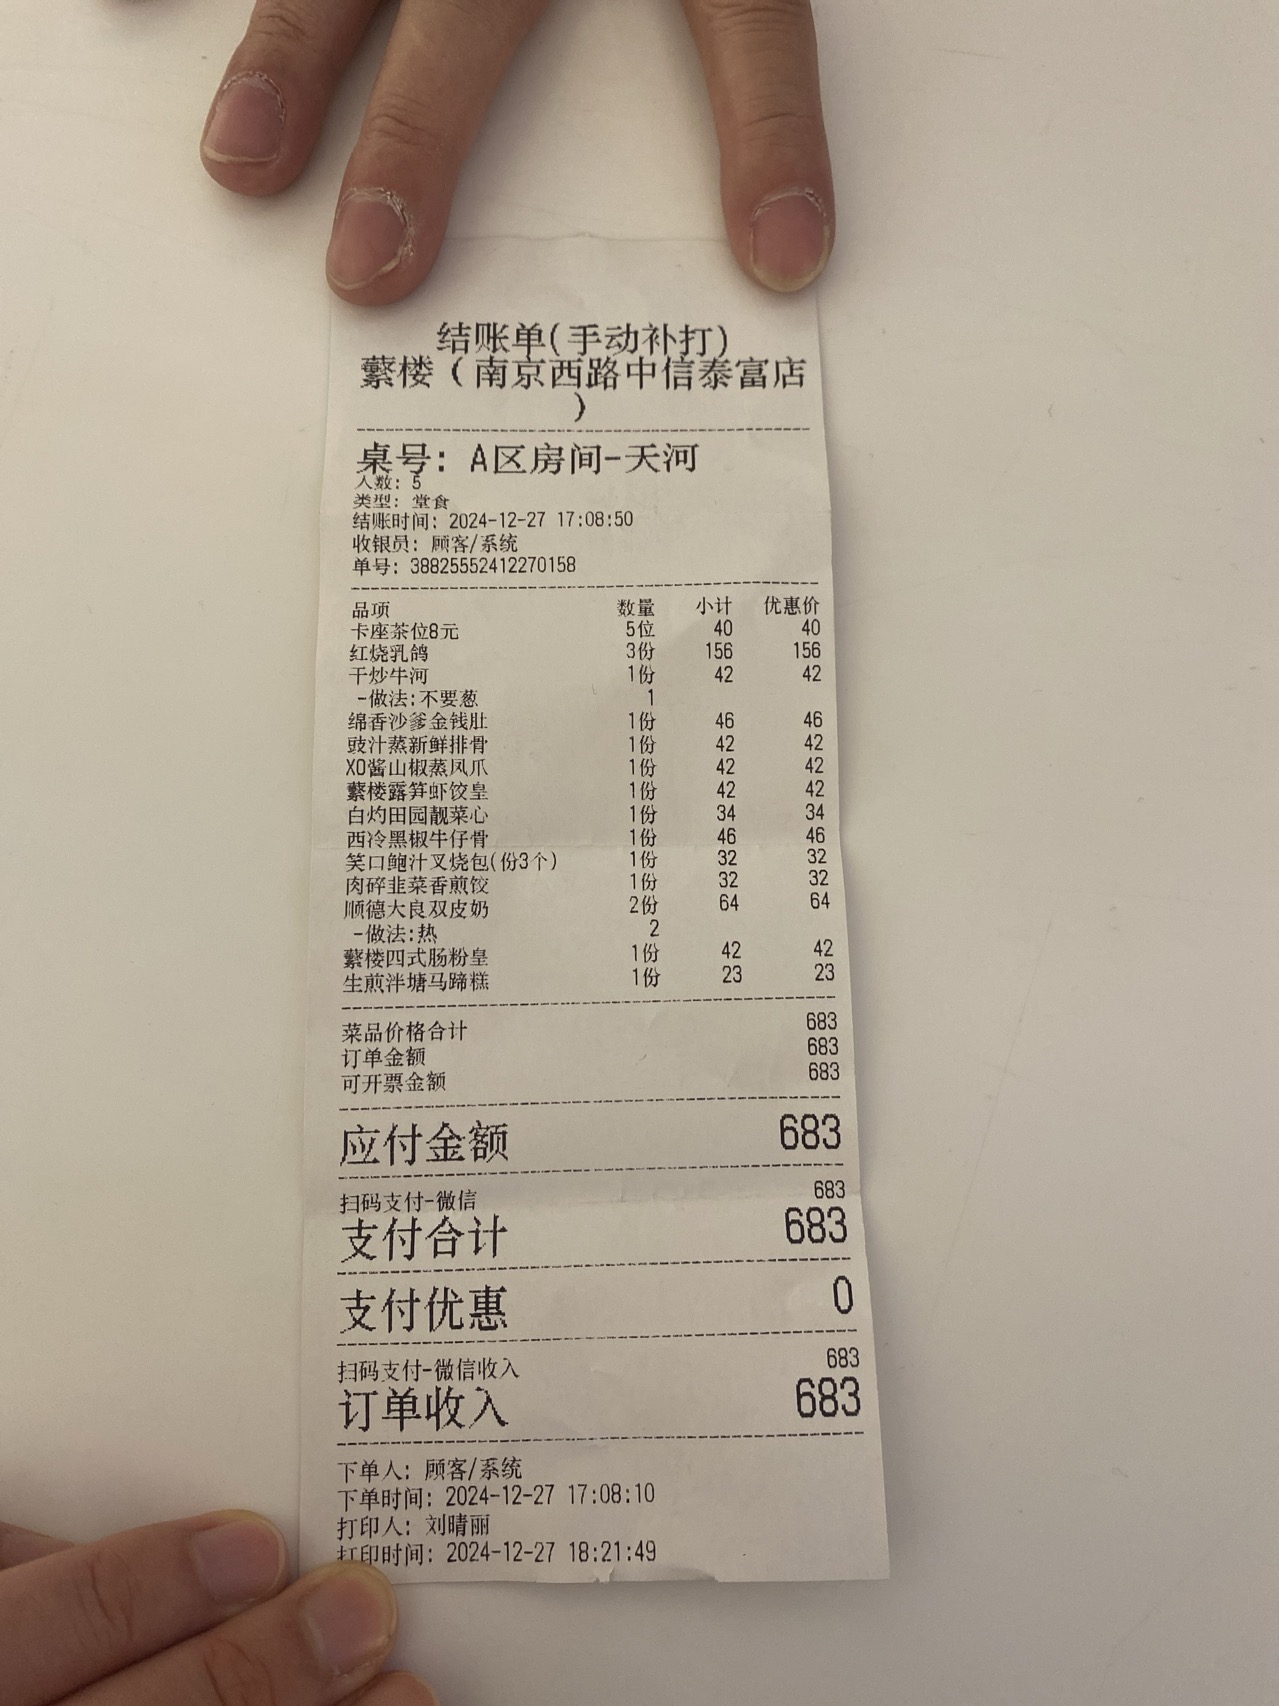 结账单(手动补打)
蘩楼（南京西路中信泰富店
）
桌号: A区房间-天河
人数: 5
类型: 堂食
结账时间: 2024-12-27 17:08:50
收银员: 顾客/系统
单号: 38825552412270158
品项 数量 小计 优惠价
卡座茶位8元 5位 40 40
红烧乳鸽 3份 156 156
干炒牛河 1份 42 42
-做法:不要葱 1
绵香沙爹金钱肚 1份 46 46
豉汁蒸新鲜排骨 1份 42 42
XO酱山椒蒸凤爪 1份 42 42
蘩楼露笋虾饺皇 1份 42 42
白灼田园靓菜心 1份 34 34
西冷黑椒牛仔骨 1份 46 46
笑口鲍汁叉烧包(份3个) 1份 32 32
肉碎韭菜香煎饺 1份 32 32
顺德大良双皮奶 2份 64 64
-做法:热 2
蘩楼四式肠粉皇 1份 42 42
生煎泮塘马蹄糕 1份 23 23
菜品价格合计 683
订单金额 683
可开票金额 683
应付金额 683
扫码支付-微信 683
支付合计 683
支付优惠 0
扫码支付-微信收入 683
订单收入 683
下单人: 顾客/系统
下单时间: 2024-12-27 17:08:10
打印人: 刘晴丽
打印时间: 2024-12-27 18:21:49